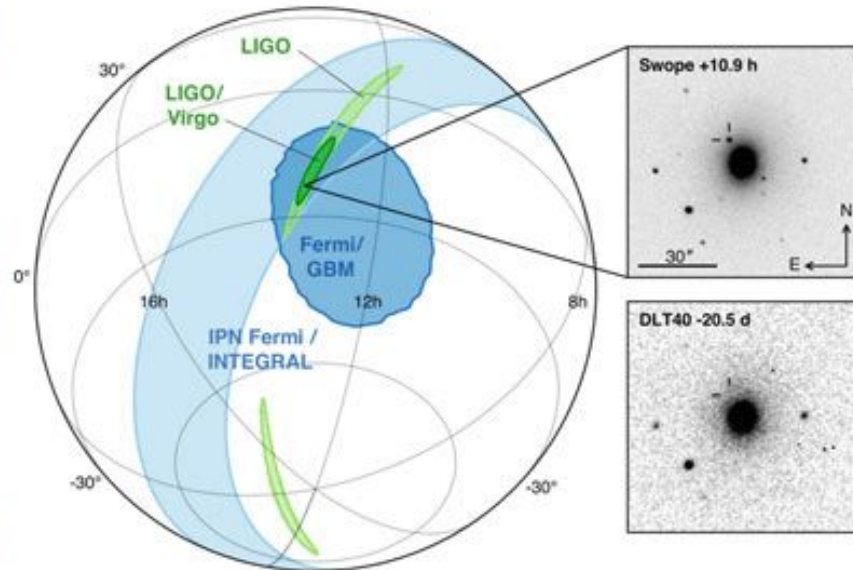 LIGO
30°
LIGO/
Virgo
Swope +10.9 h
N
E
30"
Fermi/
GBM
0°
16h
12h
8h
IPN Fermi /
INTEGRAL
DLT40 -20.5 d
-30°
-30°